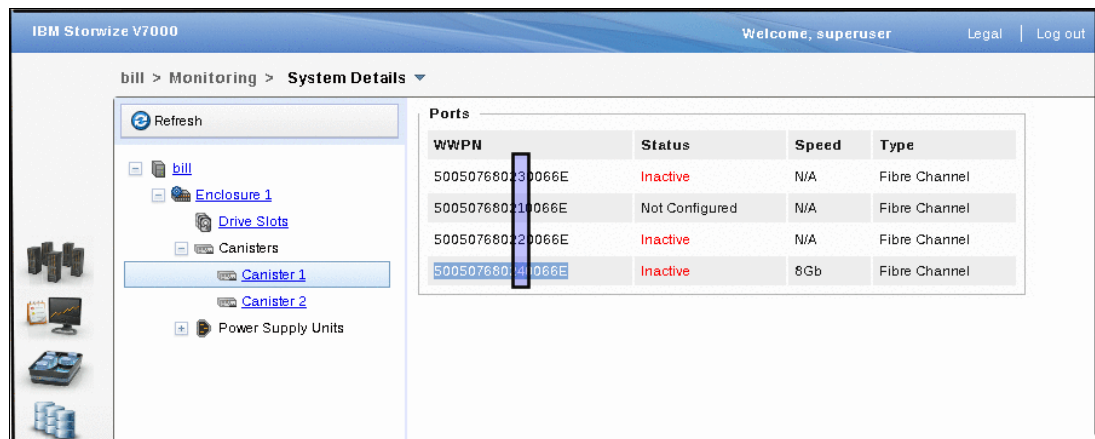 IBM Storwize V7000
Welcome, superuser
Legal | Log out
bill > Monitoring > System Details
Refresh
bill
Enclosure 1
Drive Slots
Canisters
Canister 1
Canister 2
Power Supply Units
Ports
WWPN Status Speed Type
500507680230066E Inactive N/A Fibre Channel
500507680210066E Not Configured N/A Fibre Channel
500507680220066E Inactive N/A Fibre Channel
500507680240066E Inactive 8Gb Fibre Channel